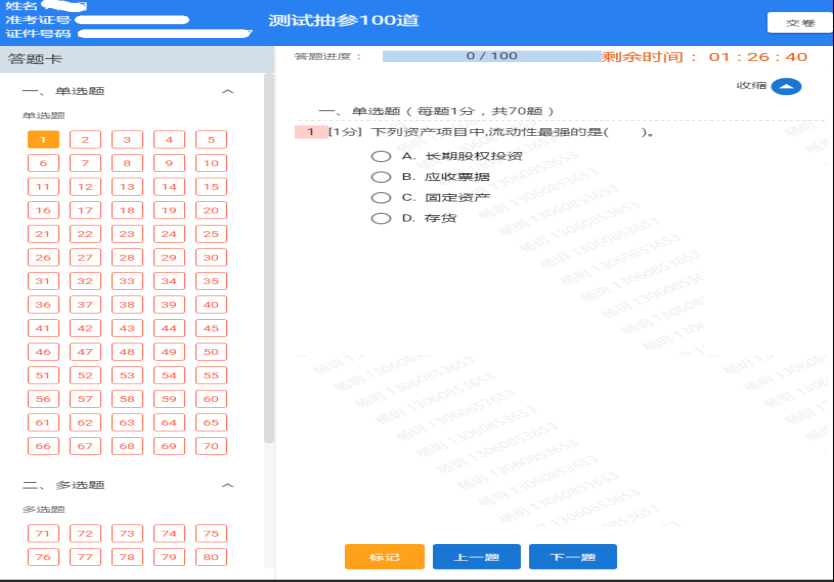 姓名：
准考证号
证件号码
测试抽参100道
交卷
答题卡
答题进度：
0 / 100
剩余时间：01：26：40
收缩
一、单选题
单选题
1 2 3 4 5
6 7 8 9 10
11 12 13 14 15
16 17 18 19 20
21 22 23 24 25
26 27 28 29 30
31 32 33 34 35
36 37 38 39 40
41 42 43 44 45
46 47 48 49 50
51 52 53 54 55
56 57 58 59 60
61 62 63 64 65
66 67 68 69 70
二、多选题
多选题
71 72 73 74 75
76 77 78 79 80
一、单选题（每题1分，共70题）
1 [1分] 下列资产项目中,流动性最强的是( )。
A. 长期股权投资
B. 应收票据
C. 固定资产
D. 存货
标记
上一题
下一题